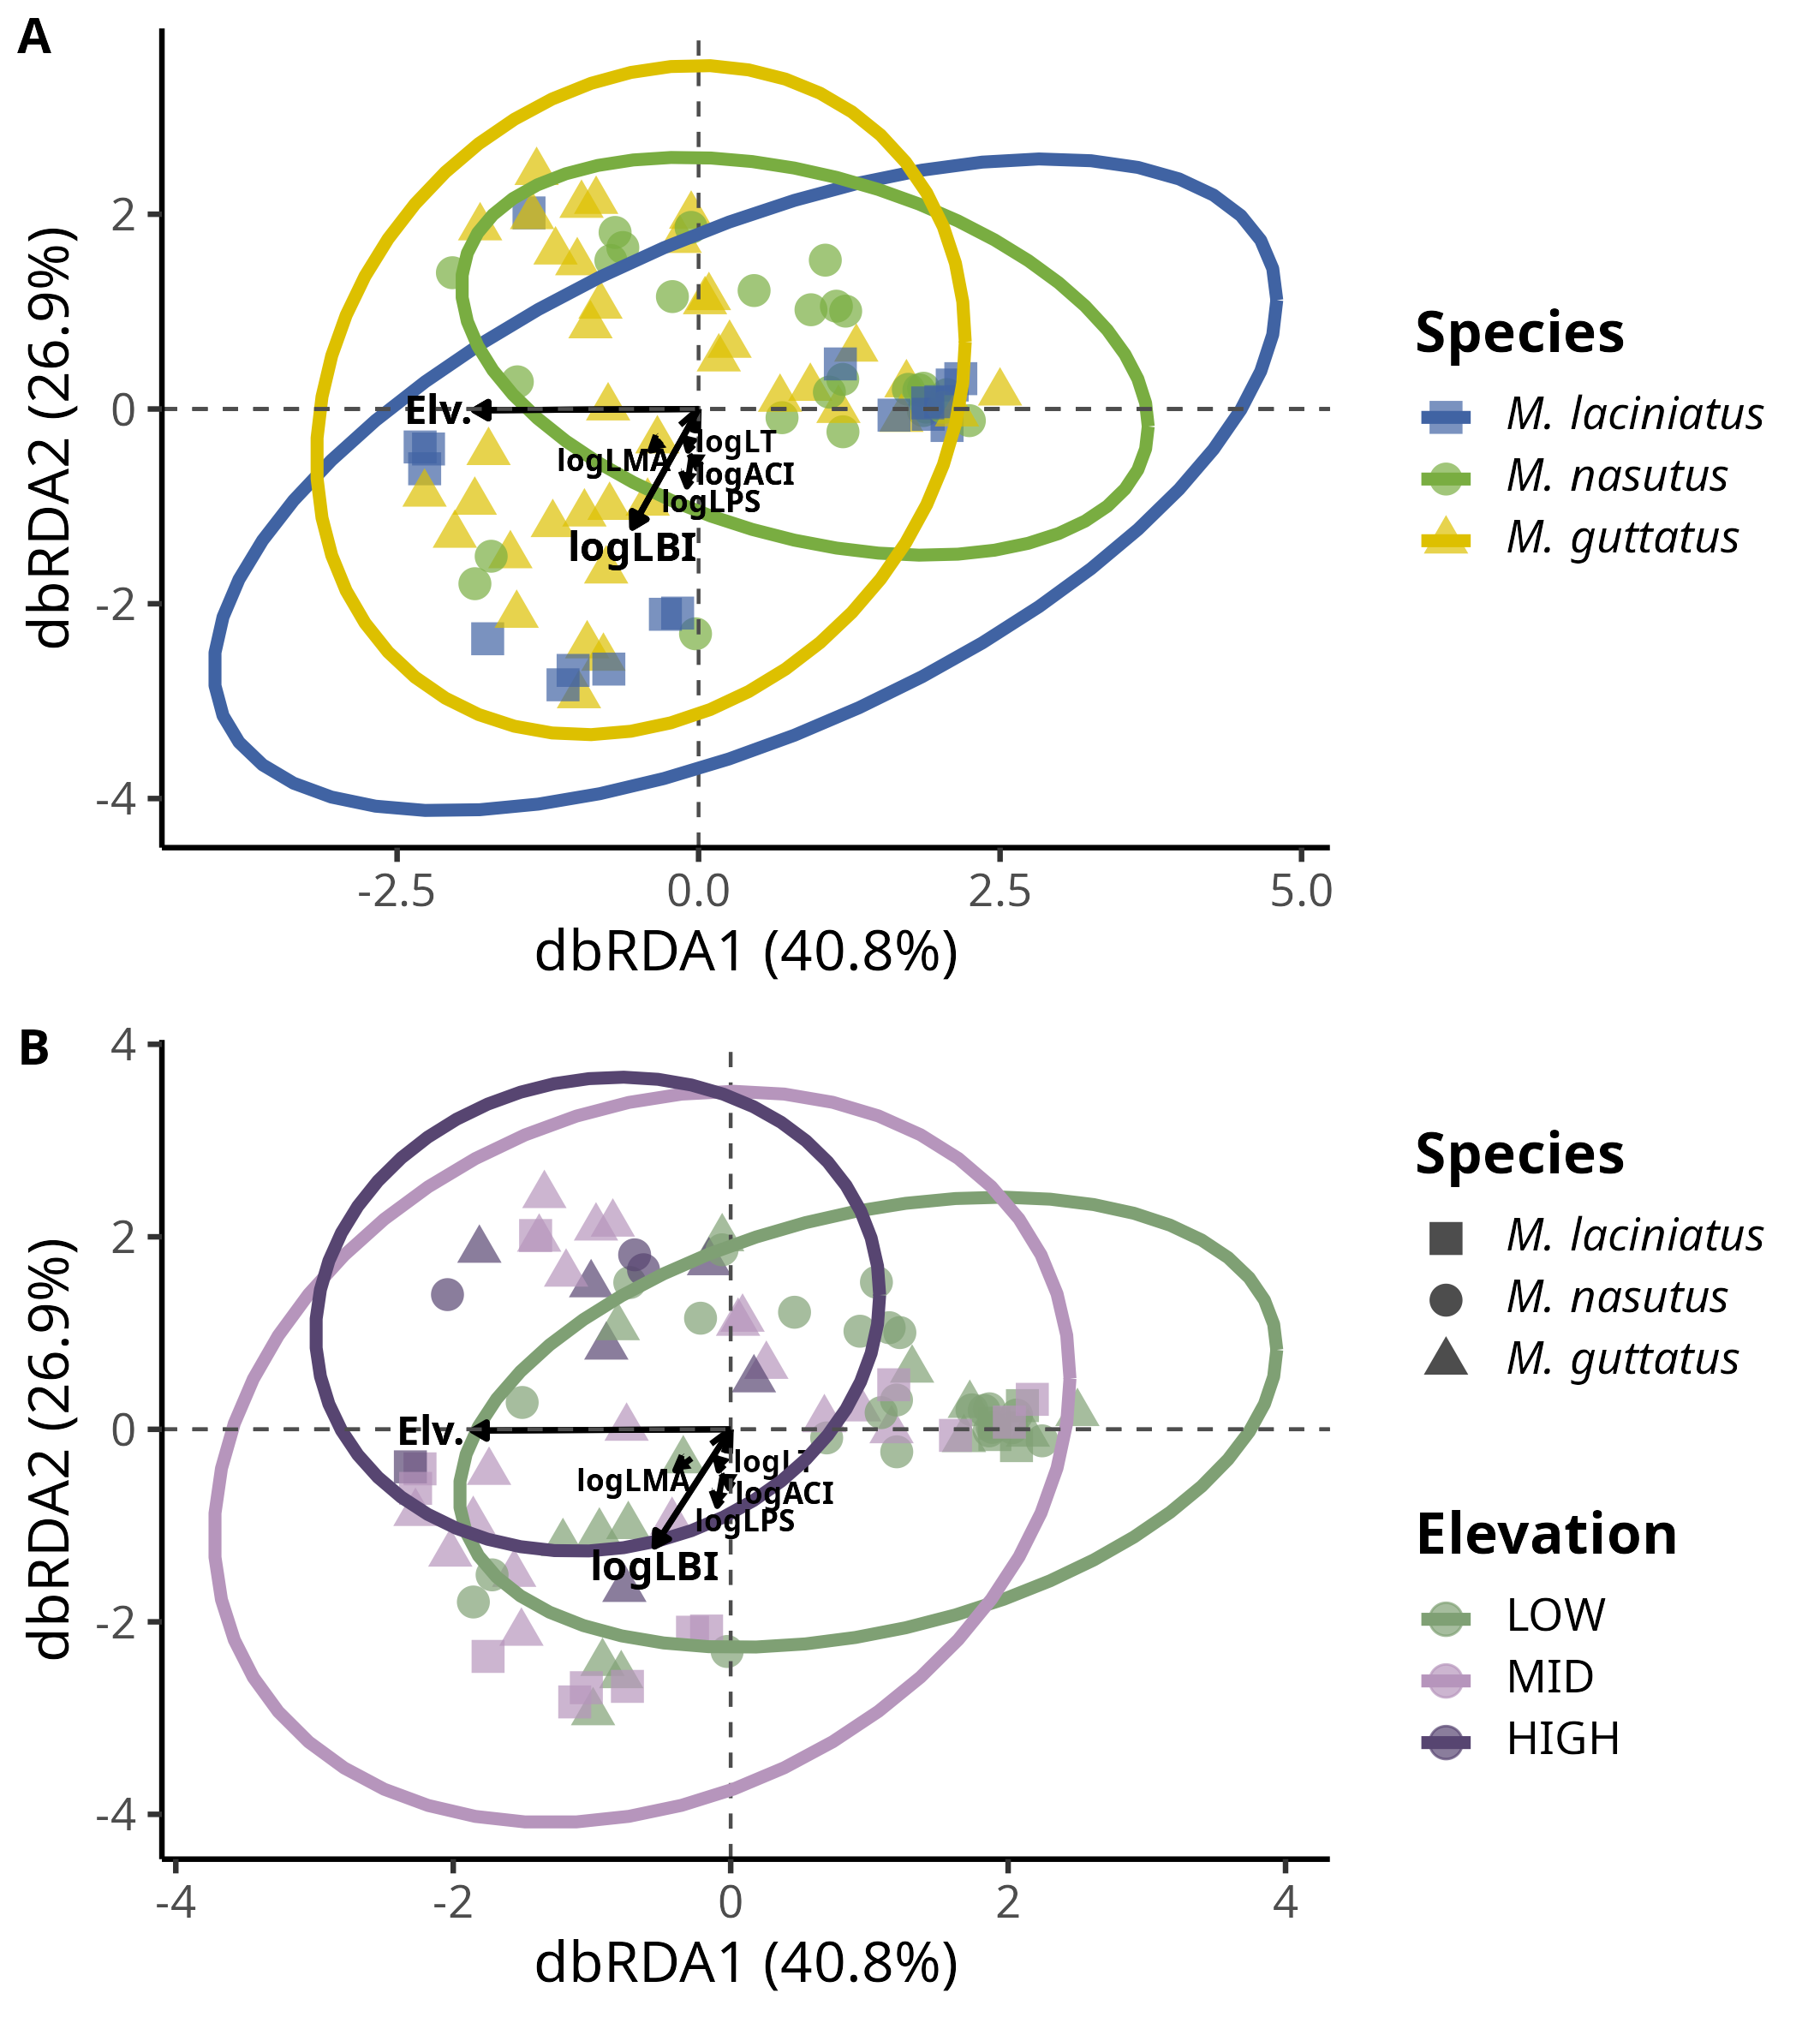 A
dbRDA2 (26.9%)
2
0
-2
-4
Elv.
logLT
logLMA
logACI
logLPS
logLBI
-2.5
0.0
2.5
5.0
dbRDA1 (40.8%)
Species
M. laciniatus
M. nasutus
M. guttatus
B
dbRDA2 (26.9%)
4
2
0
-2
-4
Elv.
logLT
logLMA
logACI
logLPS
logLBI
-4
-2
0
2
4
dbRDA1 (40.8%)
Species
M. laciniatus
M. nasutus
M. guttatus
Elevation
LOW
MID
HIGH